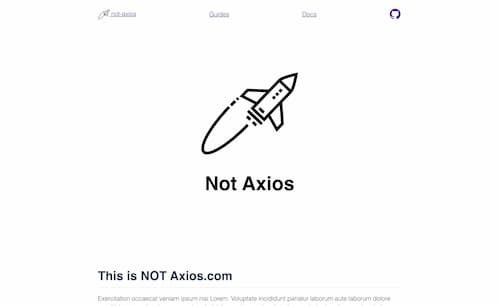 not-axios Guides Docs
Not Axios
This is NOT Axios.com
Exercitation occaecat veniam ipsum nisi Lorem. Voluptate incididunt pariatur laborum aute laborum dolore